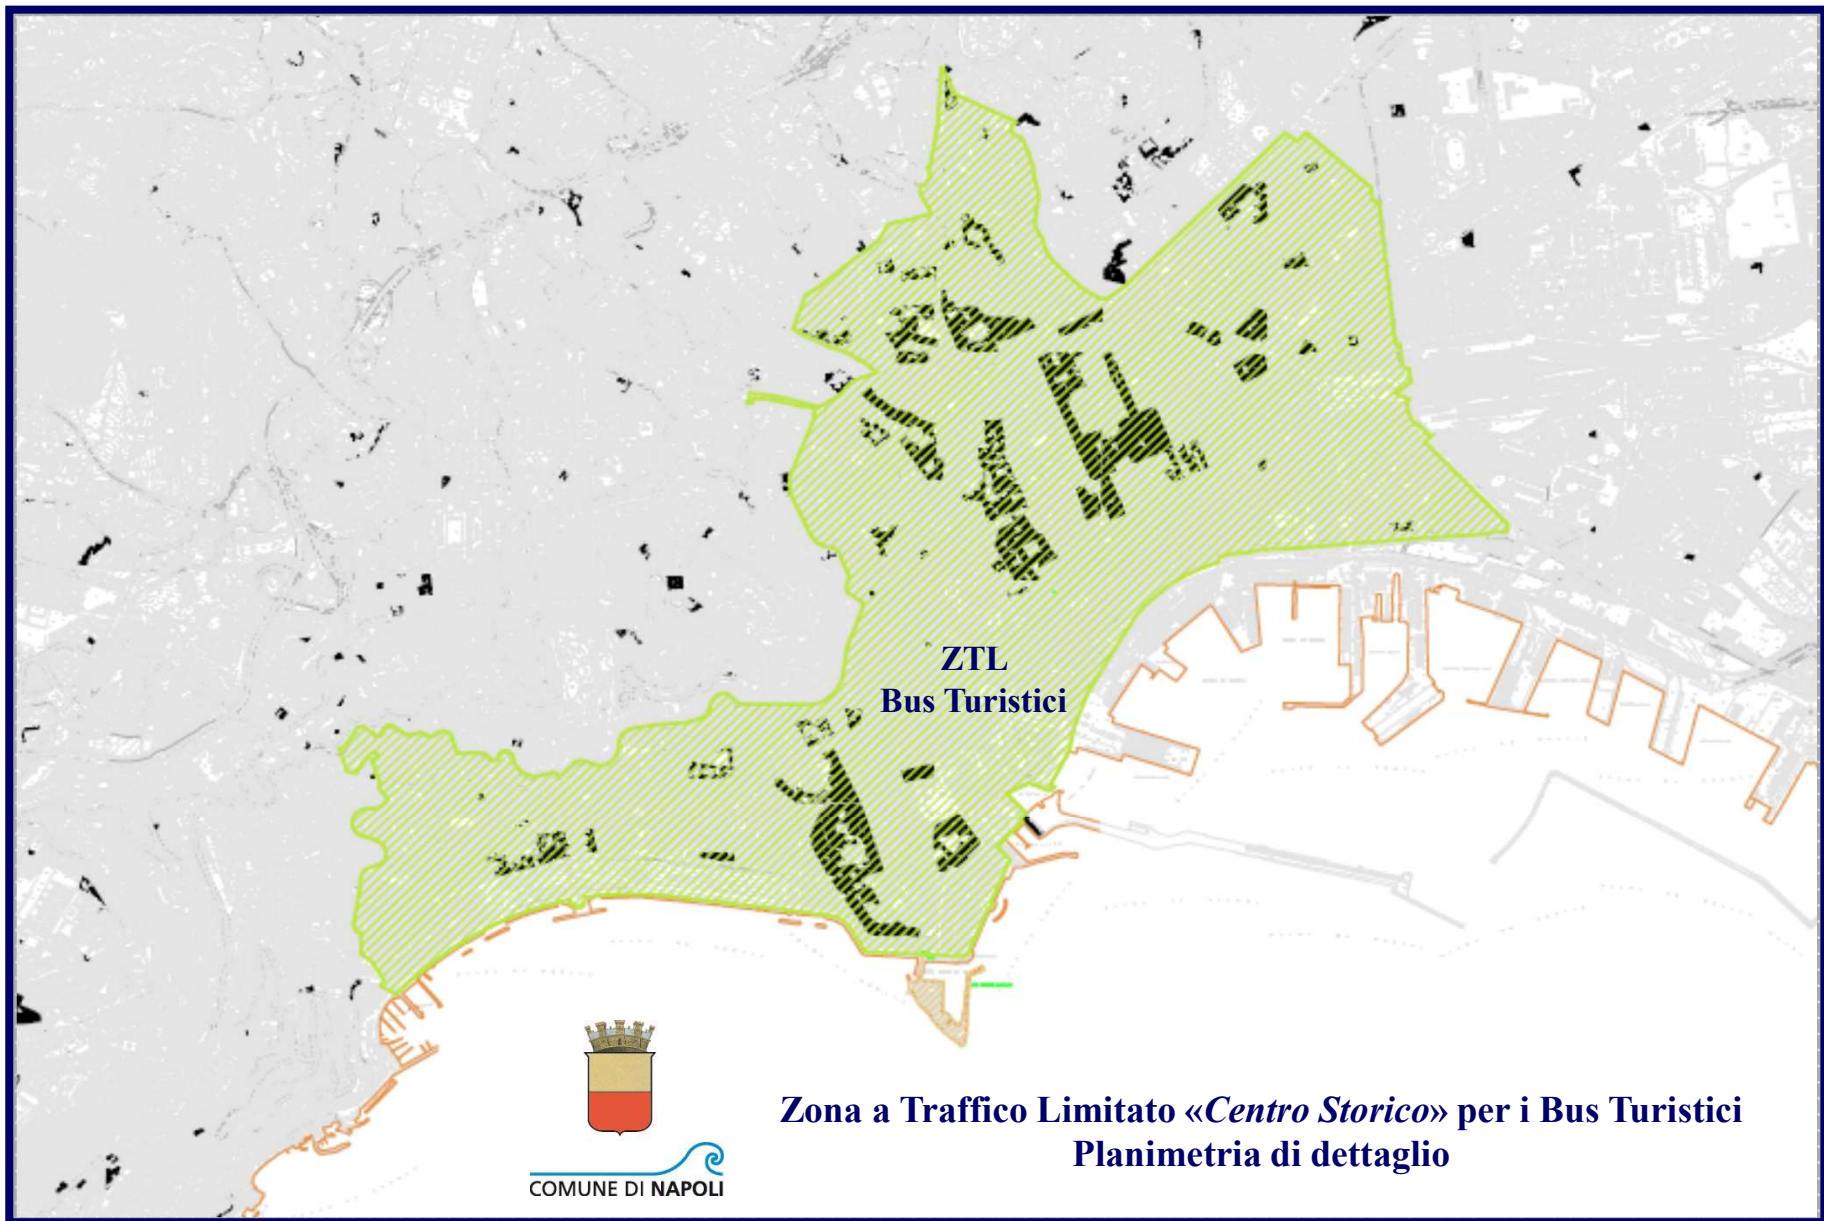 ZTL
Bus Turistici
Zona a Traffico Limitato «Centro Storico» per i Bus Turistici
Planimetria di dettaglio
COMUNE DI NAPOLI